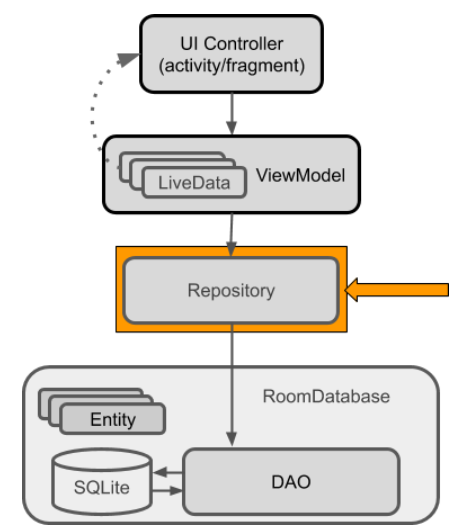 UI Controller
(activity/fragment)
LiveData
ViewModel
Repository
RoomDatabase
Entity
SQLite
DAO